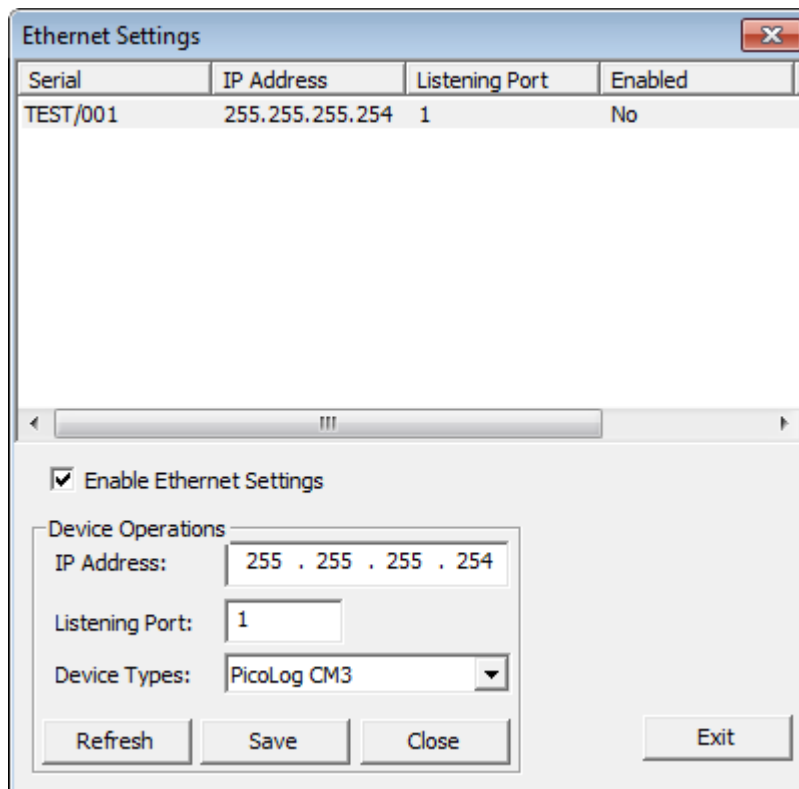 Ethernet Settings
Serial IP Address Listening Port Enabled
TEST/001 255.255.255.254 1 No
Enable Ethernet Settings
Device Operations
IP Address: 255 . 255 . 255 . 254
Listening Port: 1
Device Types: PicoLog CM3
Refresh Save Close Exit